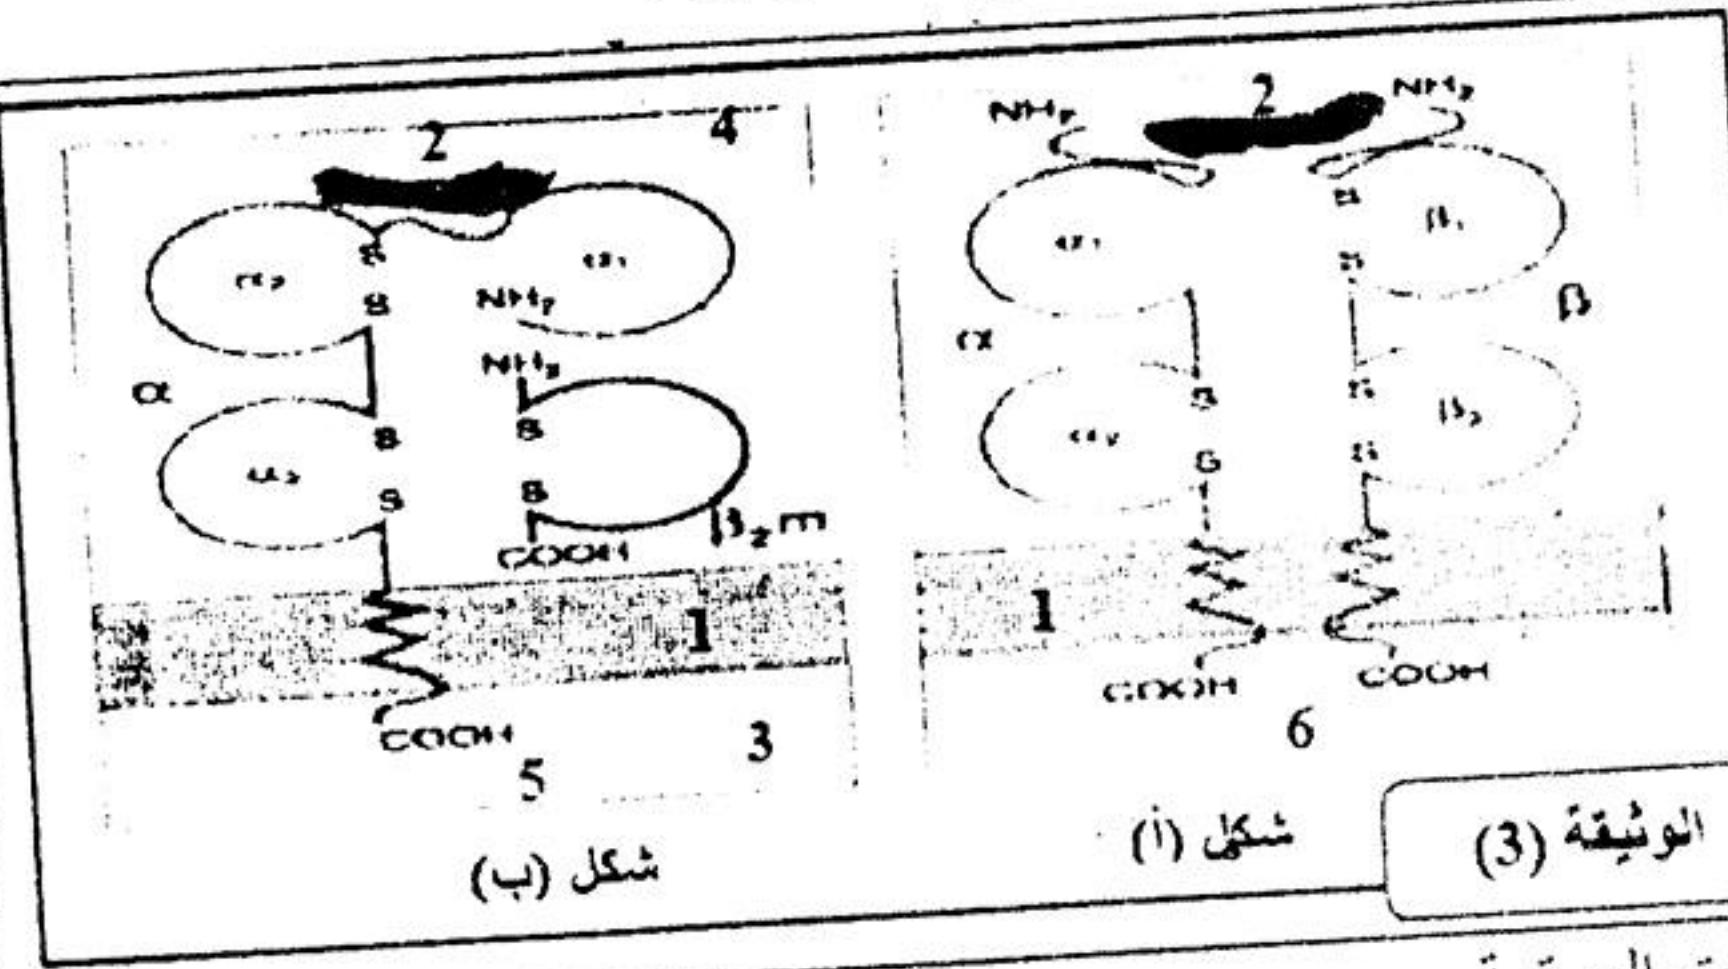 2 4
2
NH₂ NH₂
α₁ β₁
S
S
NH₂
NH₂
α
S
S
COOH
β₂m
α β
S
S
1
1
COOH
3
5
COOH COOH
6
شكل (أ)
شكل (ب)
الوثيقة (3)